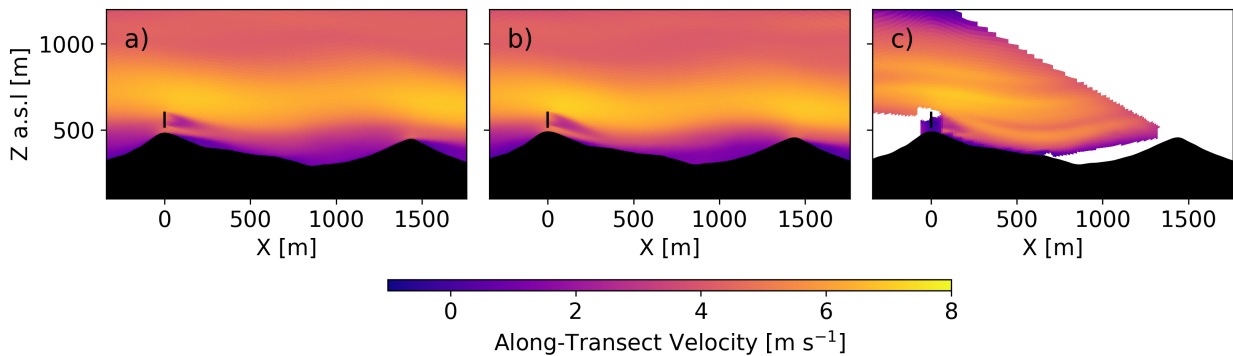 a)
b)
c)
1000
500
Z a.s.l [m]
0 500 1000 1500
0 500 1000 1500
0 500 1000 1500
X [m]
X [m]
X [m]
0 2 4 6 8
Along-Transect Velocity [m s⁻¹]